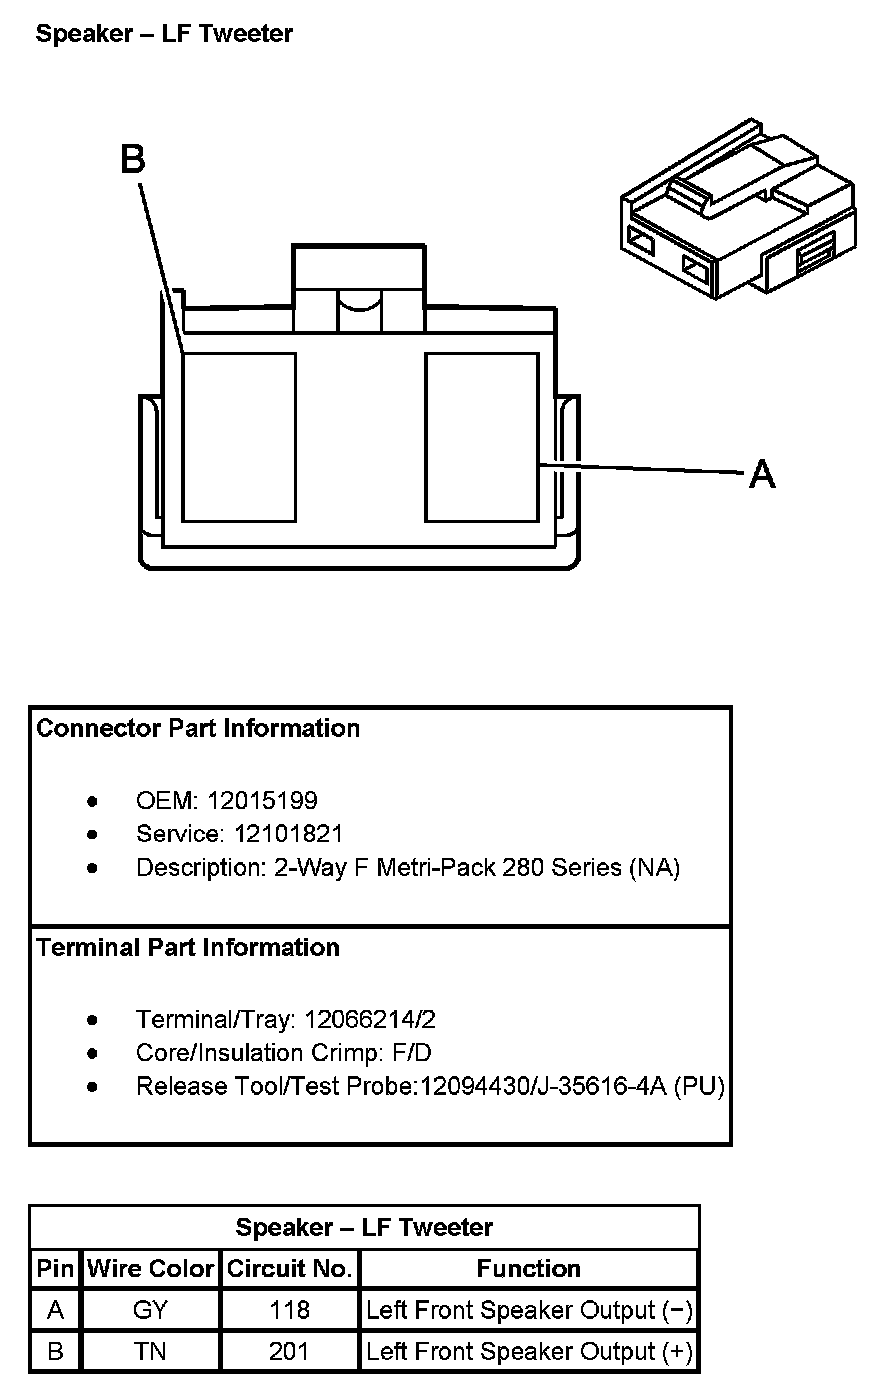 Speaker – LF Tweeter
B
A
Connector Part Information
● OEM: 12015199
● Service: 12101821
● Description: 2-Way F Metri-Pack 280 Series (NA)
Terminal Part Information
● Terminal/Tray: 12066214/2
● Core/Insulation Crimp: F/D
● Release Tool/Test Probe:12094430/J-35616-4A (PU)
Speaker – LF Tweeter
Pin Wire Color Circuit No. Function
A GY 118 Left Front Speaker Output (−)
B TN 201 Left Front Speaker Output (+)